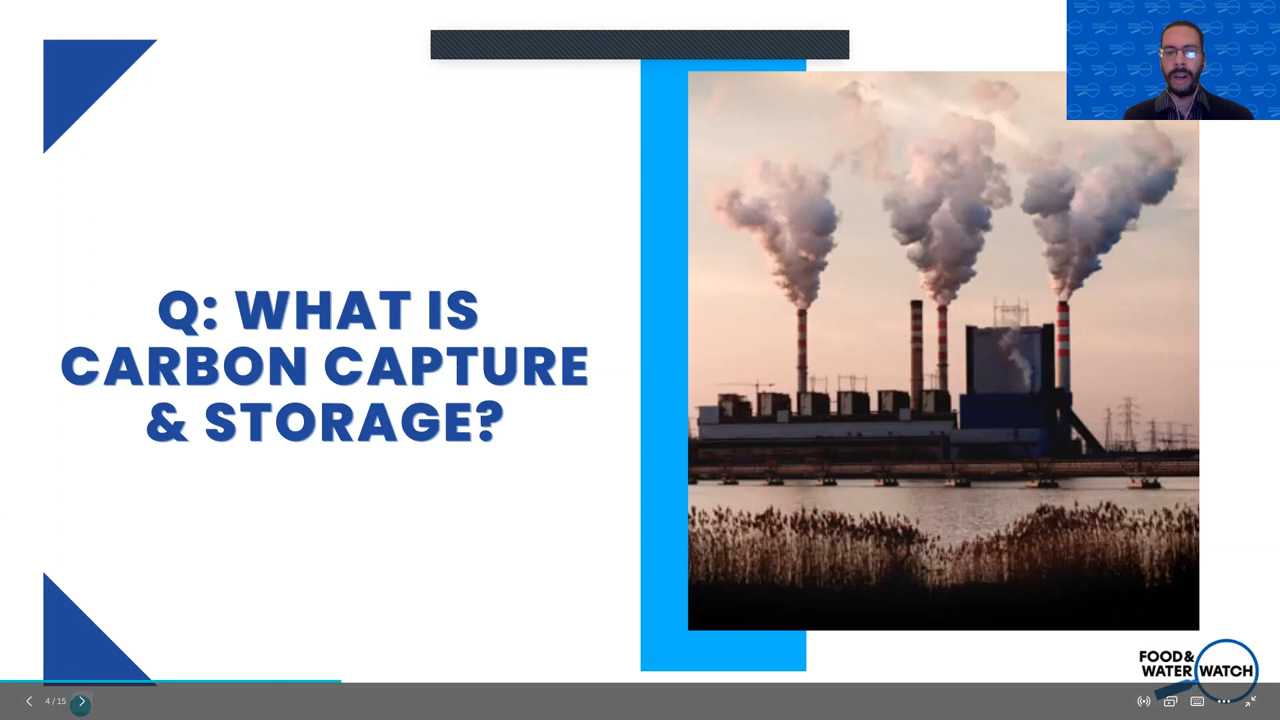 Q: WHAT IS
CARBON CAPTURE
& STORAGE?
FOOD&
WATER WATCH
4 / 15